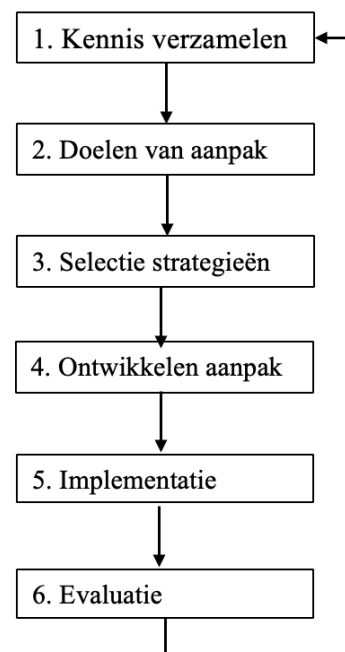 1. Kennis verzamelen
2. Doelen van aanpak
3. Selectie strategieën
4. Ontwikkelen aanpak
5. Implementatie
6. Evaluatie